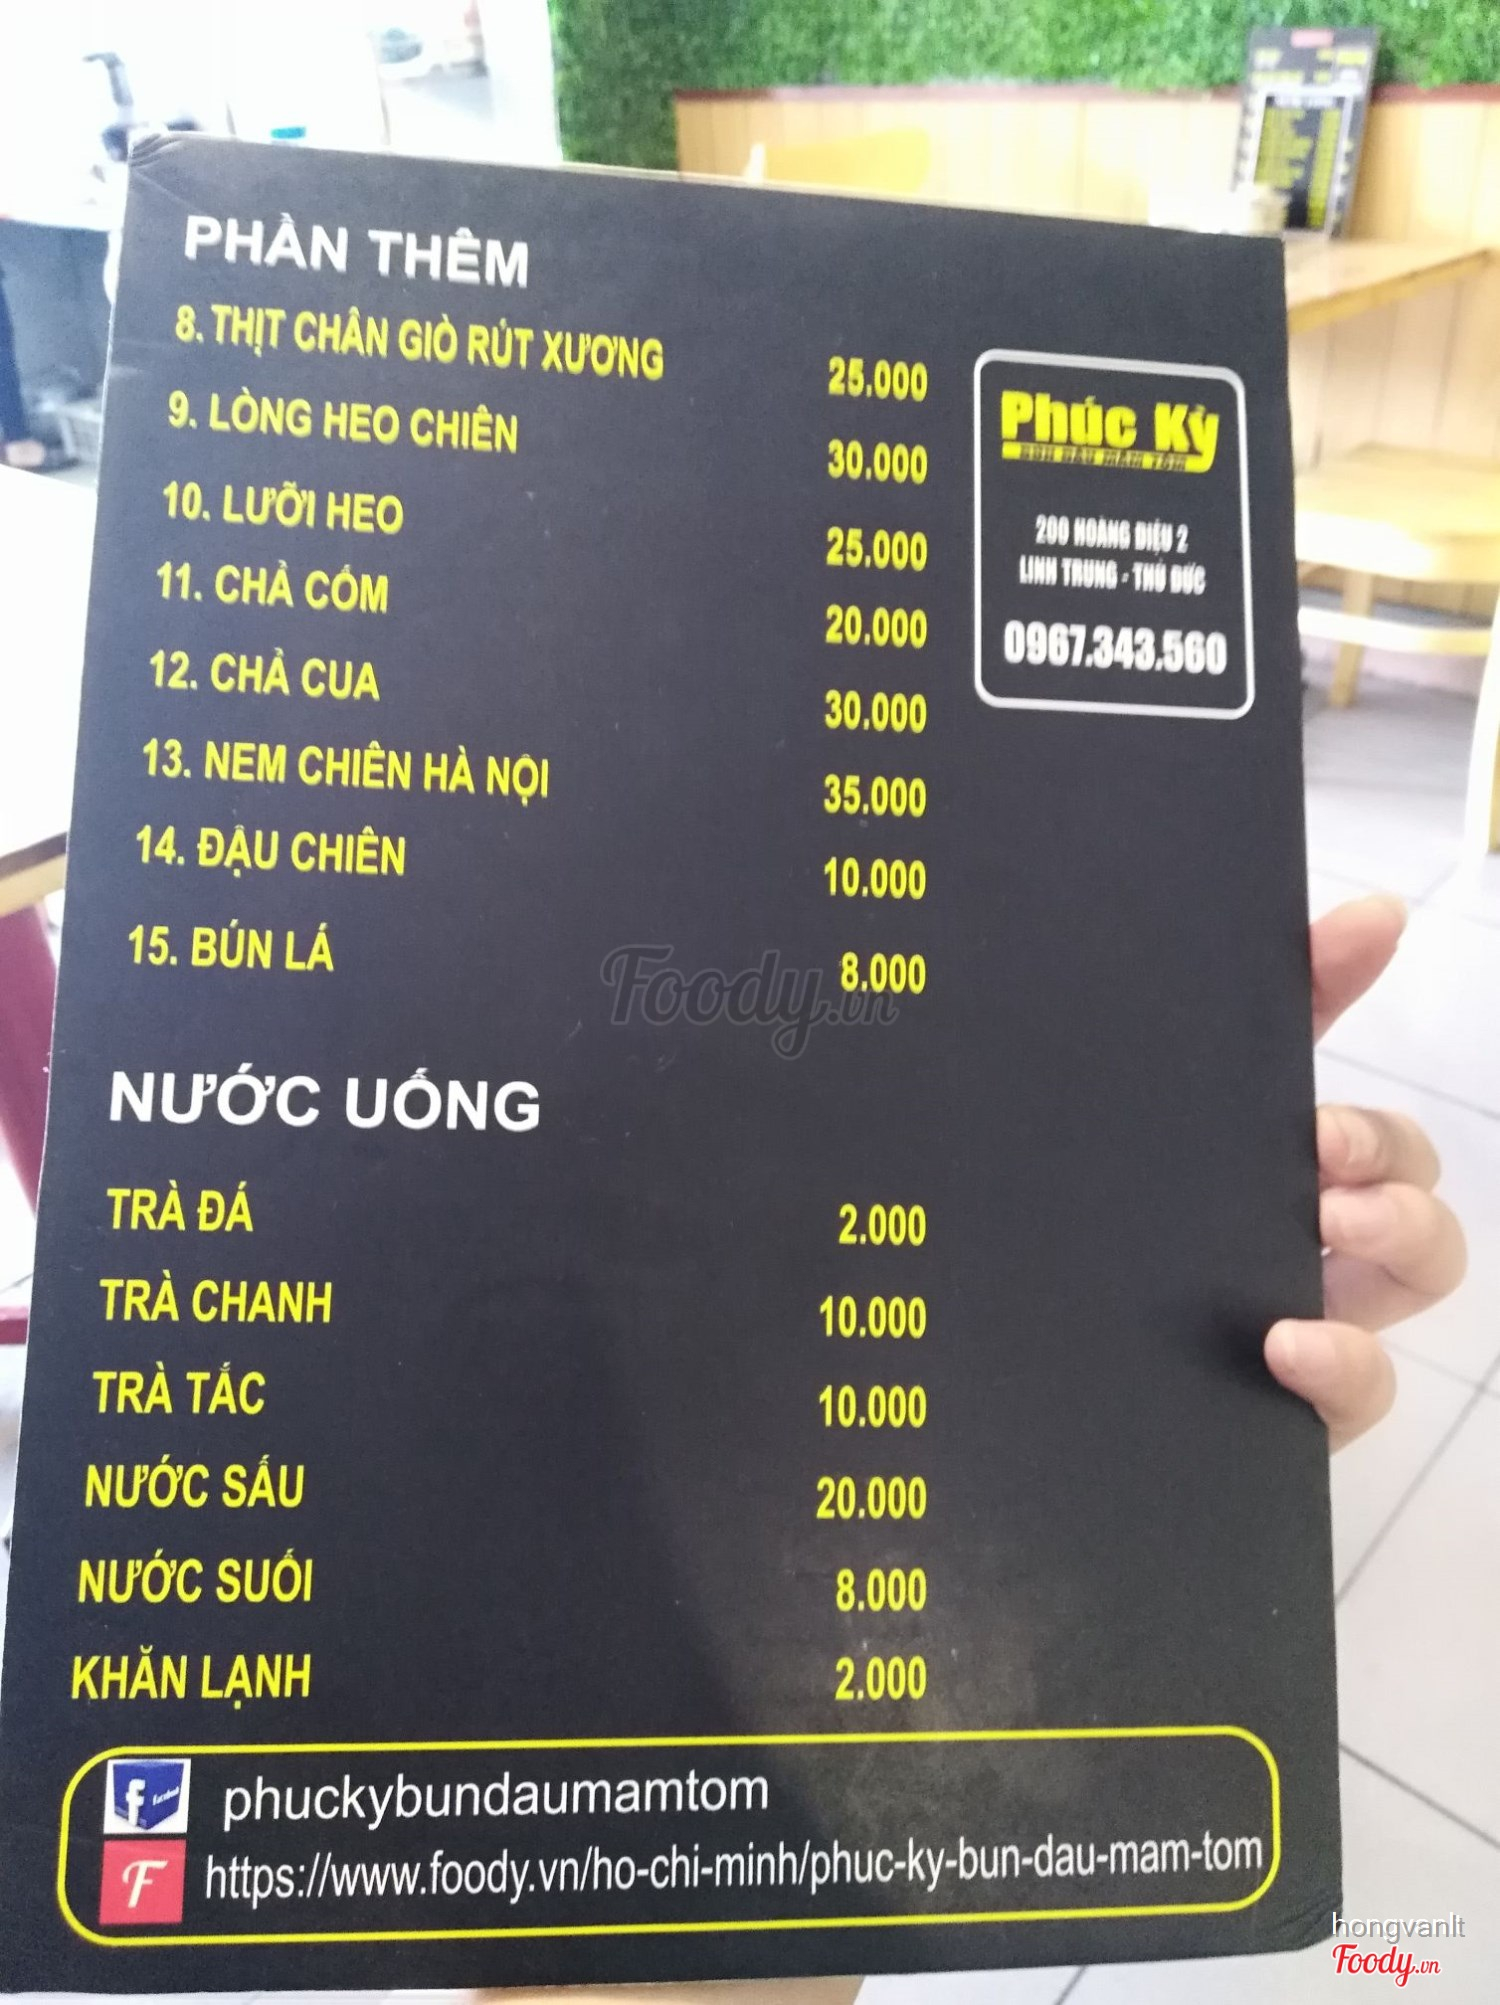 PHẦN THÊM
8. THỊT CHÂN GIÒ RÚT XƯƠNG 25.000
9. LÒNG HEO CHIÊN 30.000
10. LƯỠI HEO 25.000
11. CHẢ CỐM 20.000
12. CHẢ CUA 30.000
13. NEM CHIÊN HÀ NỘI 35.000
14. ĐẬU CHIÊN 10.000
15. BÚN LÁ 8.000
Phúc Kỳ
BÚN ĐẬU MẮM TÔM
200 HOÀNG DIỆU 2
LINH TRUNG - THỦ ĐỨC
0967.343.560
Foody.vn
NƯỚC UỐNG
TRÀ ĐÁ 2.000
TRÀ CHANH 10.000
TRÀ TẮC 10.000
NƯỚC SẤU 20.000
NƯỚC SUỐI 8.000
KHĂN LẠNH 2.000
f facebook phuckybundaumamtom
F https://www.foody.vn/ho-chi-minh/phuc-ky-bun-dau-mam-tom
hongvanlt
Foody.vn